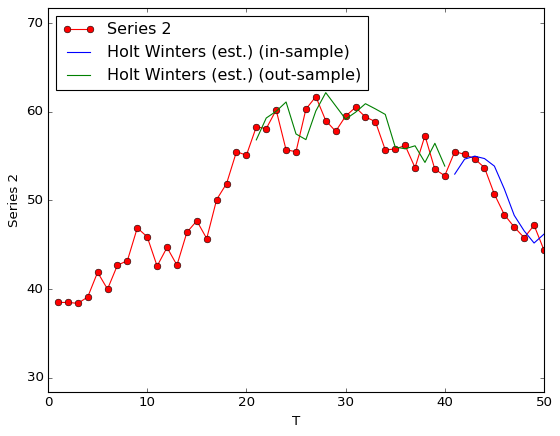 70
60
50
40
30
Series 2
Series 2
Holt Winters (est.) (in-sample)
Holt Winters (est.) (out-sample)
0 10 20 30 40 50
T